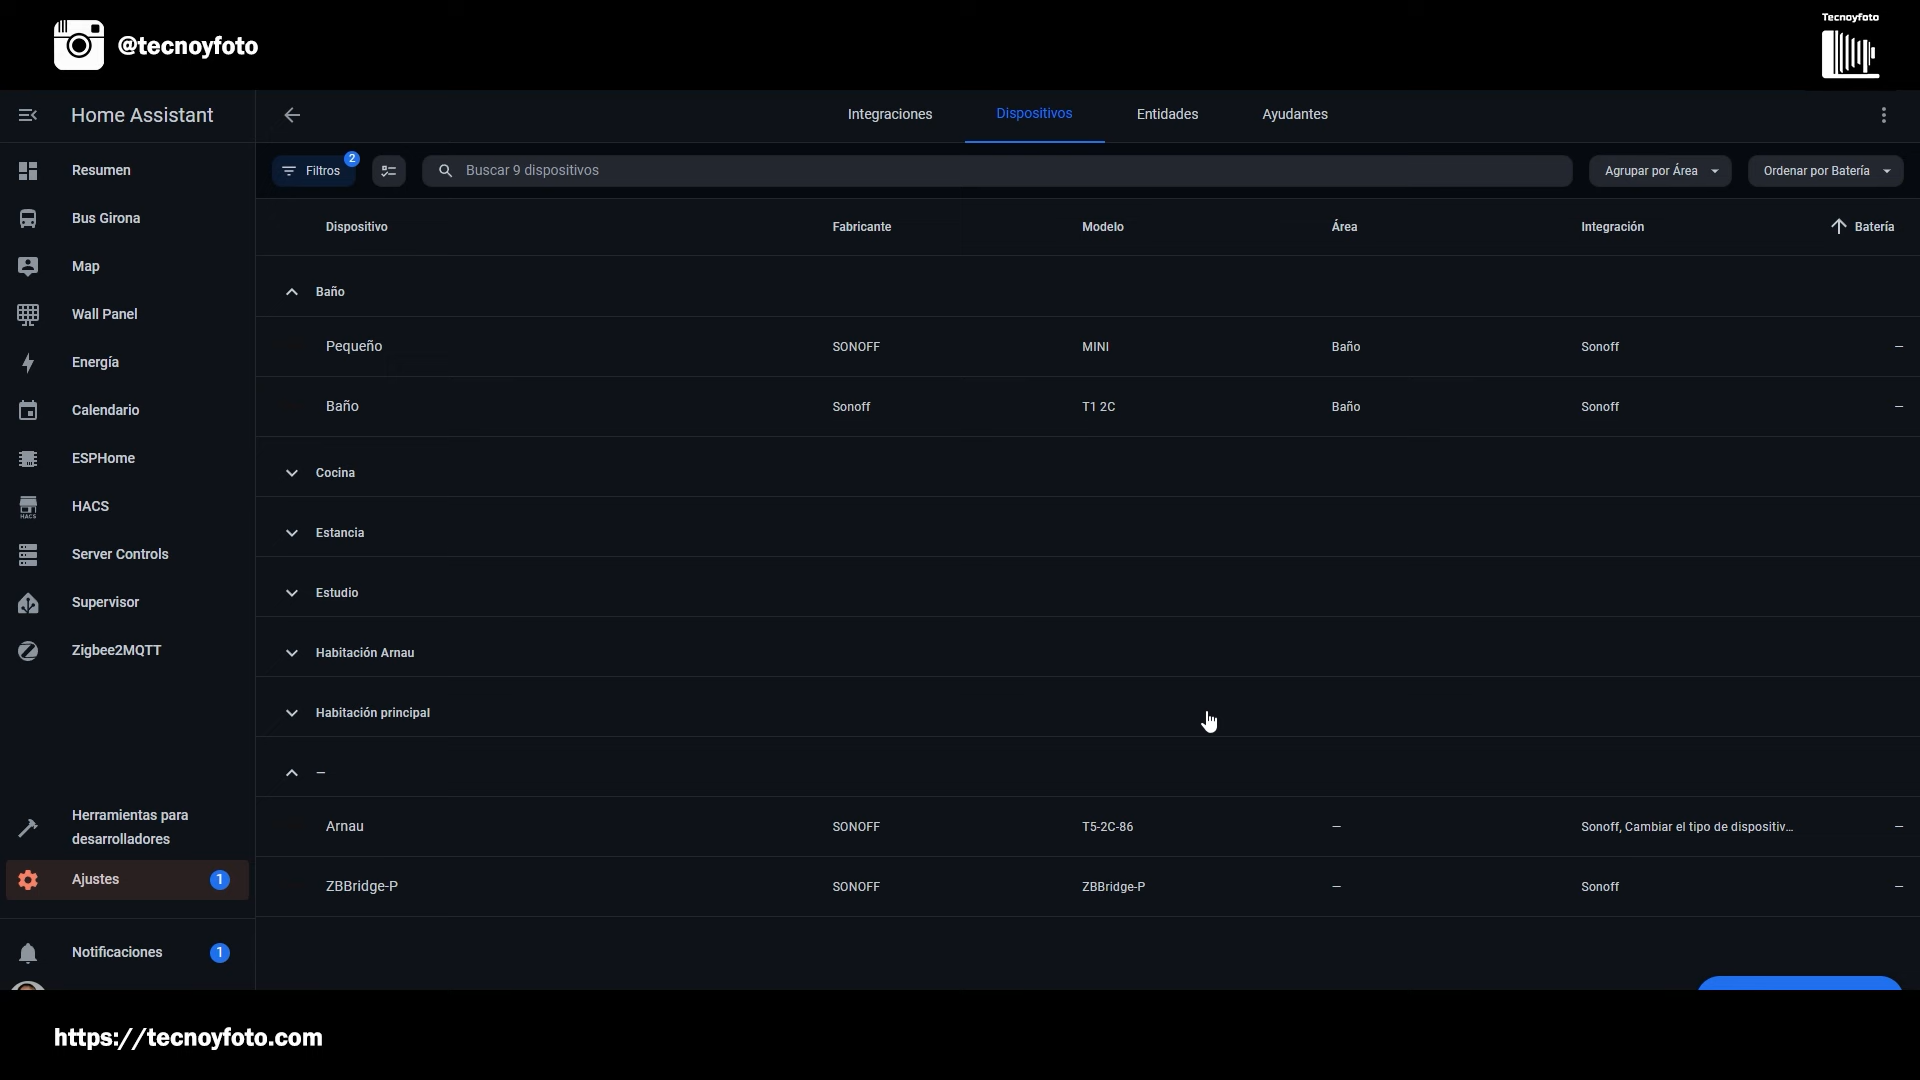 @tecnoyfoto
Tecnoyfoto
Home Assistant
Integraciones
Dispositivos
Entidades
Ayudantes
Filtros
2
Buscar 9 dispositivos
Agrupar por Área
Ordenar por Batería
Dispositivo
Fabricante
Modelo
Área
Integración
Batería
Resumen
Bus Girona
Map
Wall Panel
Energía
Calendario
ESPHome
HACS
HACS
Server Controls
Supervisor
Zigbee2MQTT
Herramientas para
desarrolladores
Ajustes
1
Notificaciones
1
Baño
Pequeño SONOFF MINI Baño Sonoff –
Baño Sonoff T1 2C Baño Sonoff –
Cocina
Estancia
Estudio
Habitación Arnau
Habitación principal
–
Arnau SONOFF T5-2C-86 – Sonoff, Cambiar el tipo de dispositiv... –
ZBBridge-P SONOFF ZBBridge-P – Sonoff –
https://tecnoyfoto.com